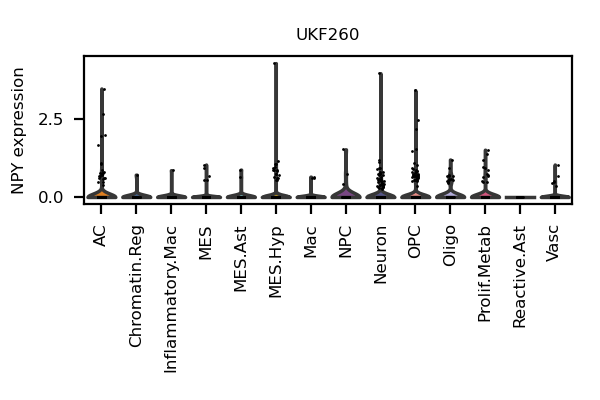 UKF260
NPY expression
2.5
0.0
AC
Chromatin.Reg
Inflammatory.Mac
MES
MES.Ast
MES.Hyp
Mac
NPC
Neuron
OPC
Oligo
Prolif.Metab
Reactive.Ast
Vasc